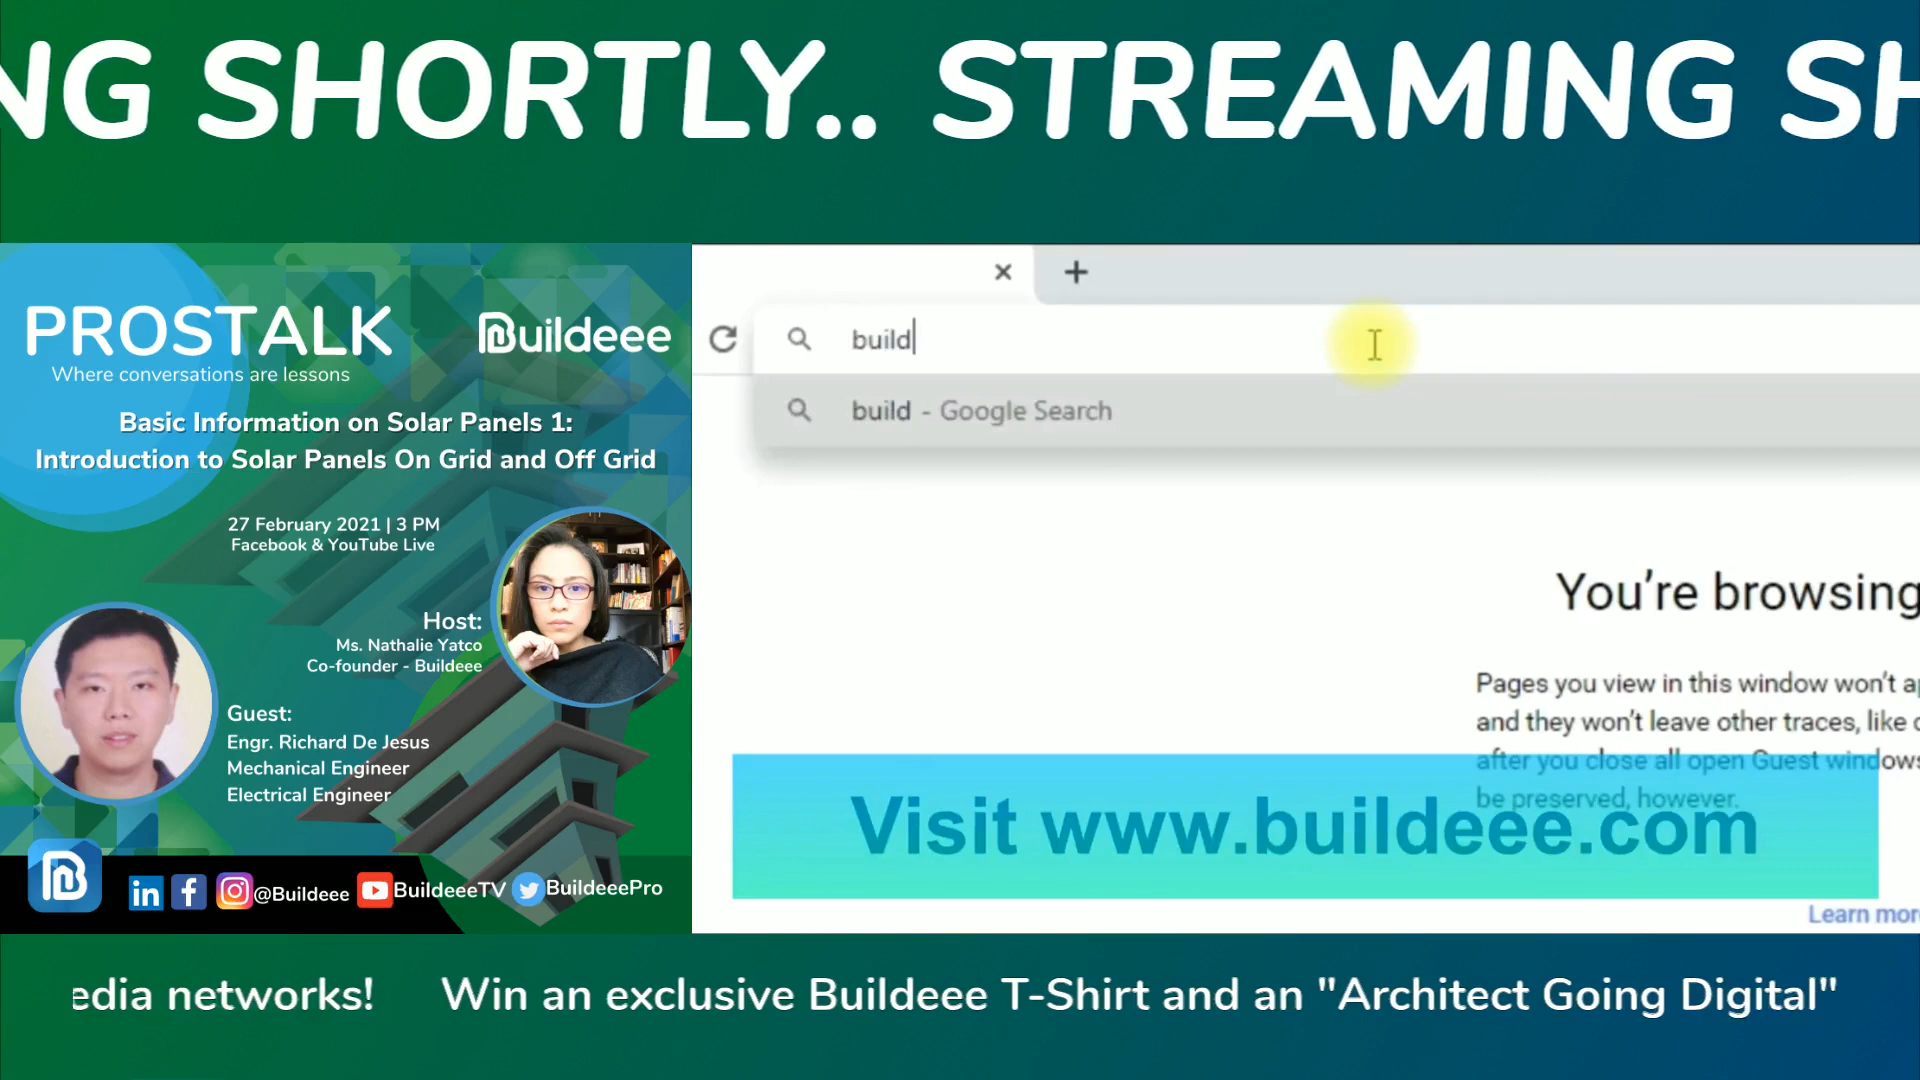 NG SHORTLY.. STREAMING SH
PROSTALK
Where conversations are lessons
Buildeee
Basic Information on Solar Panels 1:
Introduction to Solar Panels On Grid and Off Grid
27 February 2021 | 3 PM
Facebook & YouTube Live
Host:
Ms. Nathalie Yatco
Co-founder - Buildeee
Guest:
Engr. Richard De Jesus
Mechanical Engineer
Electrical Engineer
@Buildeee BuildeeeTV BuildeeePro
build
build - Google Search
You're browsing
Pages you view in this window won't a
and they won't leave other traces, like c
after you close all open Guest windows
be preserved, however.
Visit www.buildeee.com
Learn mor
edia networks! Win an exclusive Buildeee T-Shirt and an "Architect Going Digital"